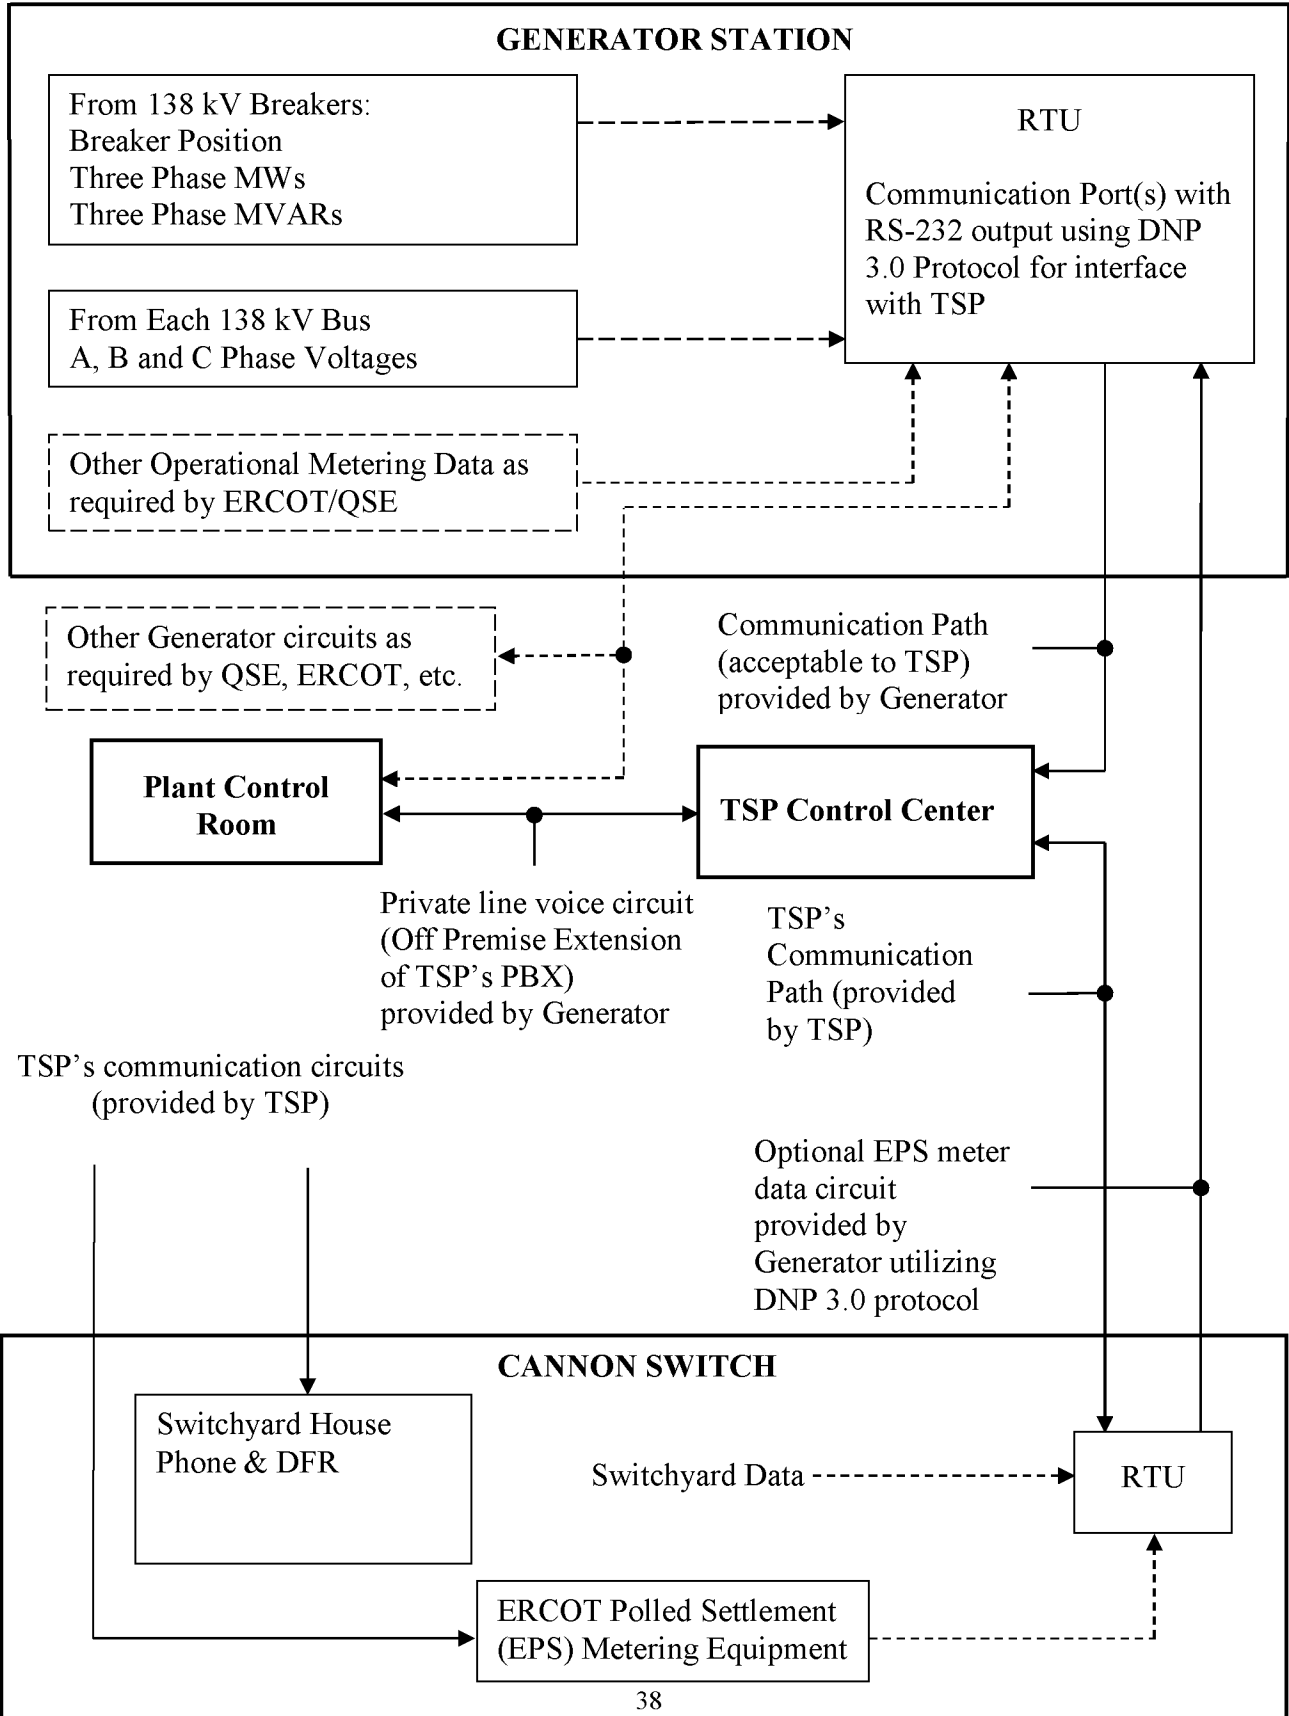 GENERATOR STATION
From 138 kV Breakers:
Breaker Position
Three Phase MWs
Three Phase MVARs
RTU
Communication Port(s) with
RS-232 output using DNP
3.0 Protocol for interface
with TSP
From Each 138 kV Bus
A, B and C Phase Voltages
Other Operational Metering Data as
required by ERCOT/QSE
Other Generator circuits as
required by QSE, ERCOT, etc.
Communication Path
(acceptable to TSP)
provided by Generator
Plant Control
Room
TSP Control Center
Private line voice circuit
(Off Premise Extension
of TSP's PBX)
provided by Generator
TSP's
Communication
Path (provided
by TSP)
TSP's communication circuits
(provided by TSP)
Optional EPS meter
data circuit
provided by
Generator utilizing
DNP 3.0 protocol
CANNON SWITCH
Switchyard House
Phone & DFR
Switchyard Data
RTU
ERCOT Polled Settlement
(EPS) Metering Equipment
38